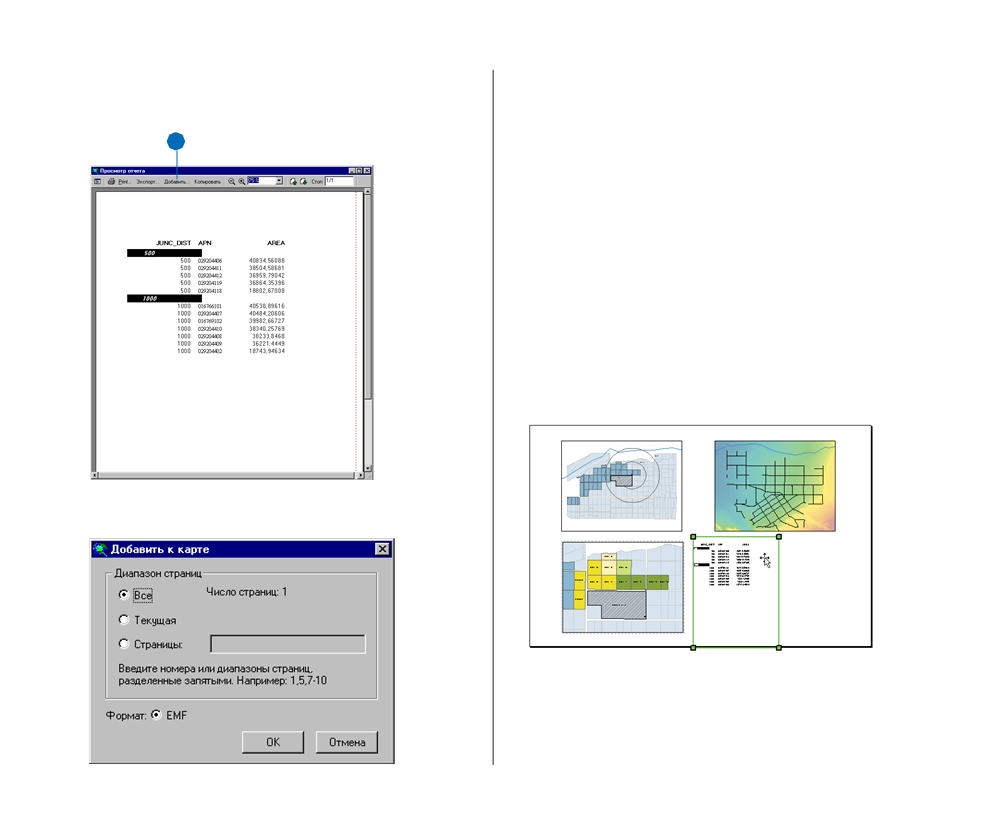 Просмотр отчета
Print... Экспорт... Добавить... Копировать Стоп 1/1
JUNC_DIST APN AREA
500
500 029204406 40834,56088
500 029204411 38504,58681
500 029204412 36959,79042
500 029204119 36864,35396
500 029204118 18802,67008
1000
1000 016766101 40538,89616
1000 029204407 40484,20606
1000 016769102 39982,66727
1000 029204410 38340,25769
1000 029204408 38233,8468
1000 029204409 36221,4449
1000 029204402 18743,94634
Добавить к карте
Диапазон страниц
Все Число страниц: 1
Текущая
Страницы:
Введите номера или диапазоны страниц,
разделенные запятыми. Например: 1,5,7-10
Формат: EMF
OK Отмена